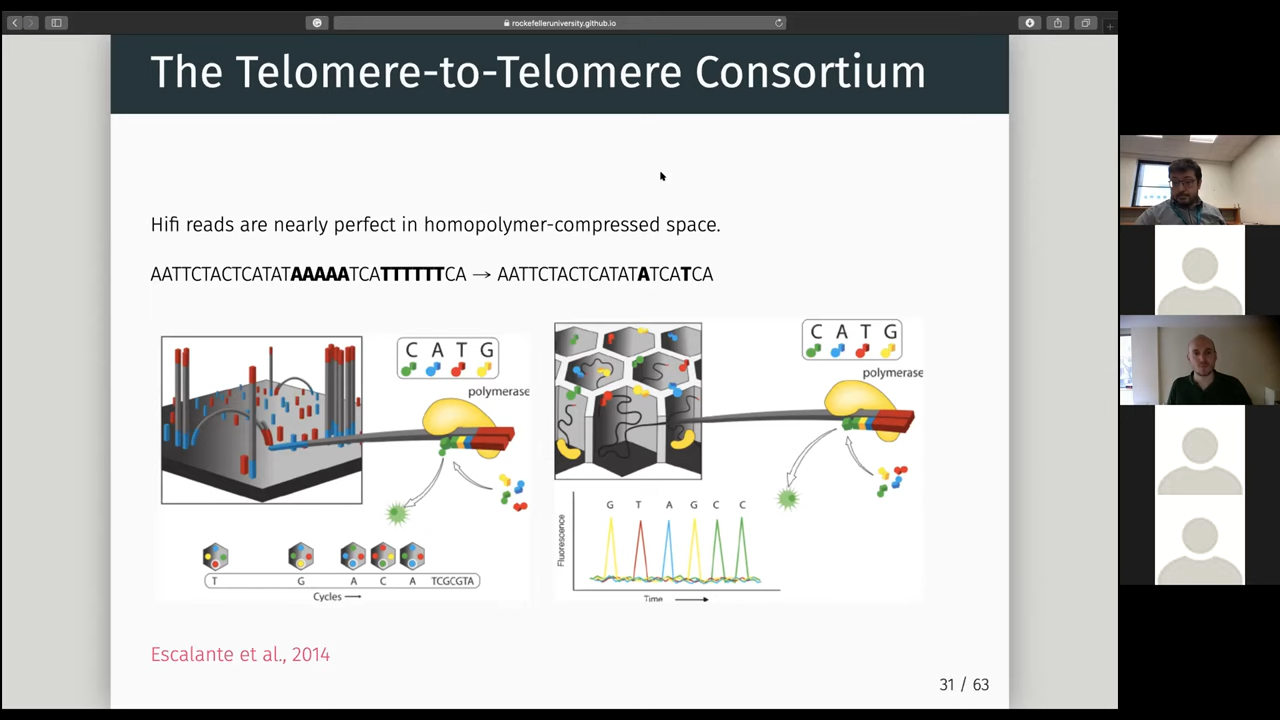 rockefelleruniversity.github.io
The Telomere-to-Telomere Consortium
Hifi reads are nearly perfect in homopolymer-compressed space.
AATTCTACTCATATAAAAATCATTTTTTCA → AATTCTACTCATATATCATCA
C A T G
polymerase
C A T G
polymerase
T G A C A TCGCGTA
Cycles
Fluorescence
G T A G C C
Time
Escalante et al., 2014
31 / 63